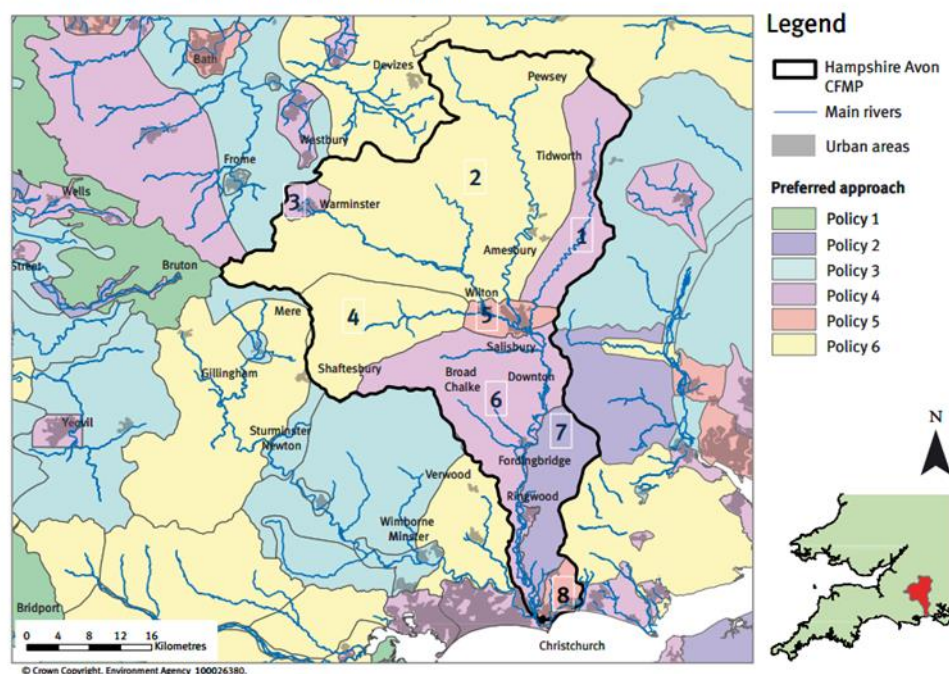 Legend
Hampshire Avon
CFMP
Main rivers
Urban areas
Preferred approach
Policy 1
Policy 2
Policy 3
Policy 4
Policy 5
Policy 6
N
Bath
Devizes
Pewsey
Westbury
Tidworth
Frome
2
Wells
3
Warminster
1
Amesbury
Street
Bruton
Wilton
Mere
4
5
Salisbury
Shaftesbury
Broad
Chalke
Downton
Gillingham
6
7
Yeovil
Sturminster
Newton
Fordingbridge
Verwood
Ringwood
Wimborne
Minster
8
Bridport
Christchurch
0 4 8 12 16
Kilometres
© Crown Copyright. Environment Agency 100026380.